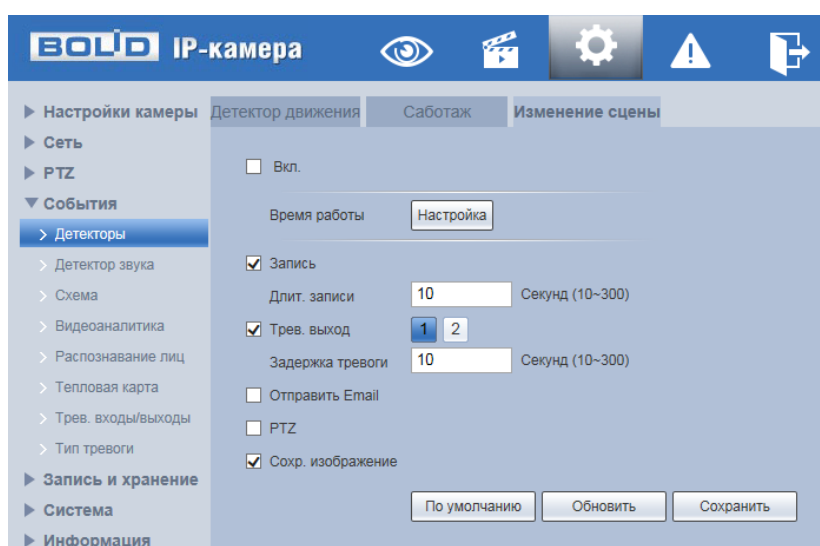 BOLID IP-камера
Детектор движения Саботаж Изменение сцены
Настройки камеры
Сеть
PTZ
События
Детекторы
Детектор звука
Схема
Видеоаналитика
Распознавание лиц
Тепловая карта
Трев. входы/выходы
Тип тревоги
Запись и хранение
Система
Информация
Вкл.
Время работы Настройка
Запись
Длит. записи 10 Секунд (10~300)
Трев. выход 1 2
Задержка тревоги 10 Секунд (10~300)
Отправить Email
PTZ
Сохр. изображение
По умолчанию Обновить Сохранить